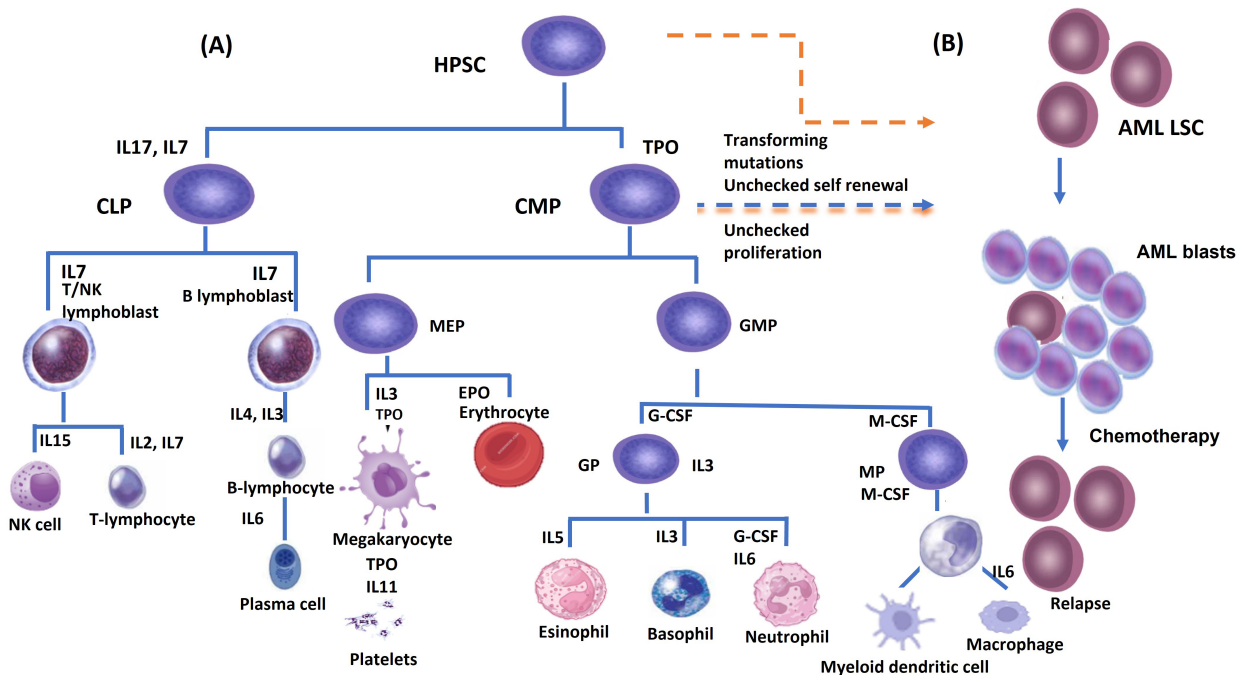 (A)
(B)
HPSC
AML LSC
IL17, IL7
TPO
Transforming
mutations
Unchecked self renewal
CLP
CMP
Unchecked
proliferation
AML blasts
IL7
T/NK
lymphoblast
IL7
B lymphoblast
MEP
GMP
IL3
TPO
EPO
Erythrocyte
G-CSF
M-CSF
Chemotherapy
IL15
IL2, IL7
IL4, IL3
GP
IL3
MP
M-CSF
NK cell
T-lymphocyte
B-lymphocyte
IL6
Megakaryocyte
TPO
IL11
IL5
IL3
G-CSF
IL6
IL6
Plasma cell
Platelets
Esinophil
Basophil
Neutrophil
Myeloid dendritic cell
Macrophage
Relapse